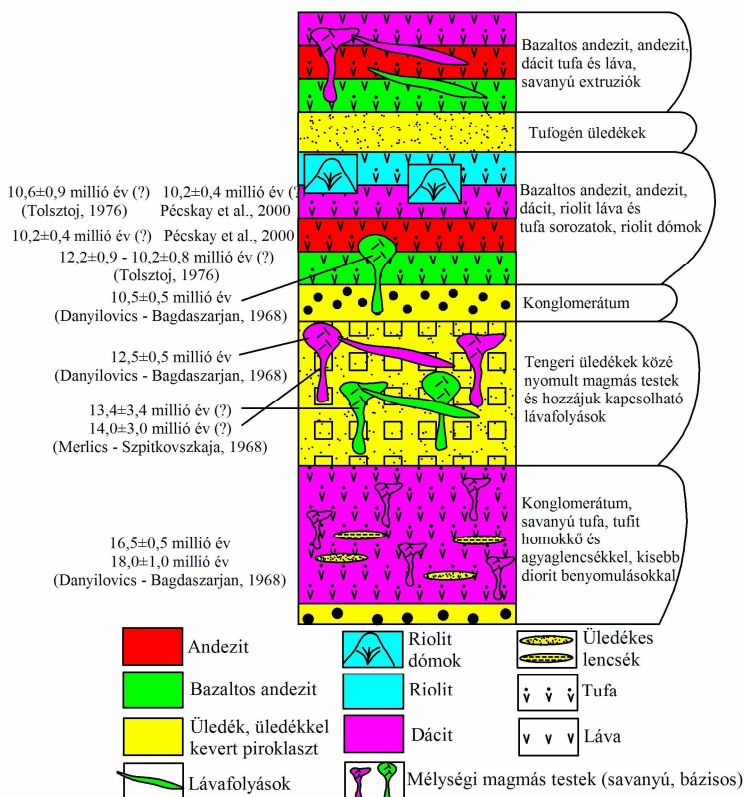 Bazaltos andezit, andezit,
dácit tufa és láva,
savanyú extruziók
Tufogén üledékek
10,6±0,9 millió év (?)
(Tolsztoj, 1976)
10,2±0,4 millió év (?)
Pécskay et al., 2000
10,2±0,4 millió év (?) Pécskay et al., 2000
12,2±0,9 - 10,2±0,8 millió év (?)
(Tolsztoj, 1976)
10,5±0,5 millió év
(Danyilovics - Bagdaszarjan, 1968)
Bazaltos andezit, andezit,
dácit, riolit láva és
tufa sorozatok, riolit dómok
Konglomerátum
12,5±0,5 millió év
(Danyilovics - Bagdaszarjan, 1968)
13,4±3,4 millió év (?)
14,0±3,0 millió év (?)
(Merlics - Szpitkovszkaja, 1968)
Tengeri üledékek közé
nyomult magmás testek
és hozzájuk kapcsolható
lávafolyások
16,5±0,5 millió év
18,0±1,0 millió év
(Danyilovics - Bagdaszarjan, 1968)
Konglomerátum,
savanyú tufa, tufit
homokkő és
agyaglencsékkel, kisebb
diorit benyomulásokkal
Andezit
Bazaltos andezit
Üledék, üledékkel
kevert piroklaszt
Lávafolyások
Riolit
dómok
Riolit
Dácit
Mélységi magmás testek (savanyú, bázisos)
Üledékes
lencsék
Tufa
Láva